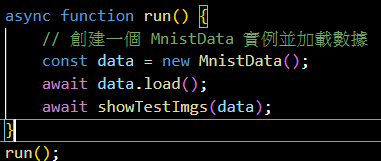 async function run() {
// 創建一個 MnistData 實例並加載數據
const data = new MnistData();
await data.load();
await showTestImgs(data);
}
run();